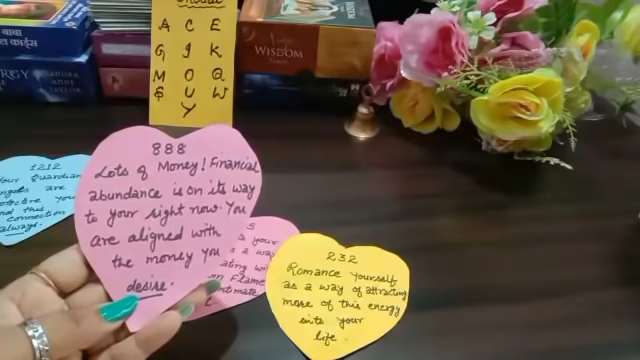 बाबा
WISDOM
A C E
G I K
M O Q
S U W
Y
888
Lots of Money! Financial
abundance is on its way
to your right now. You
are aligned with
the money you
desire.
1212
Your Guardian
angels are
and this
connection
always.
232
Romance yourself
as a way of attracting
more of this energy
into your
life.